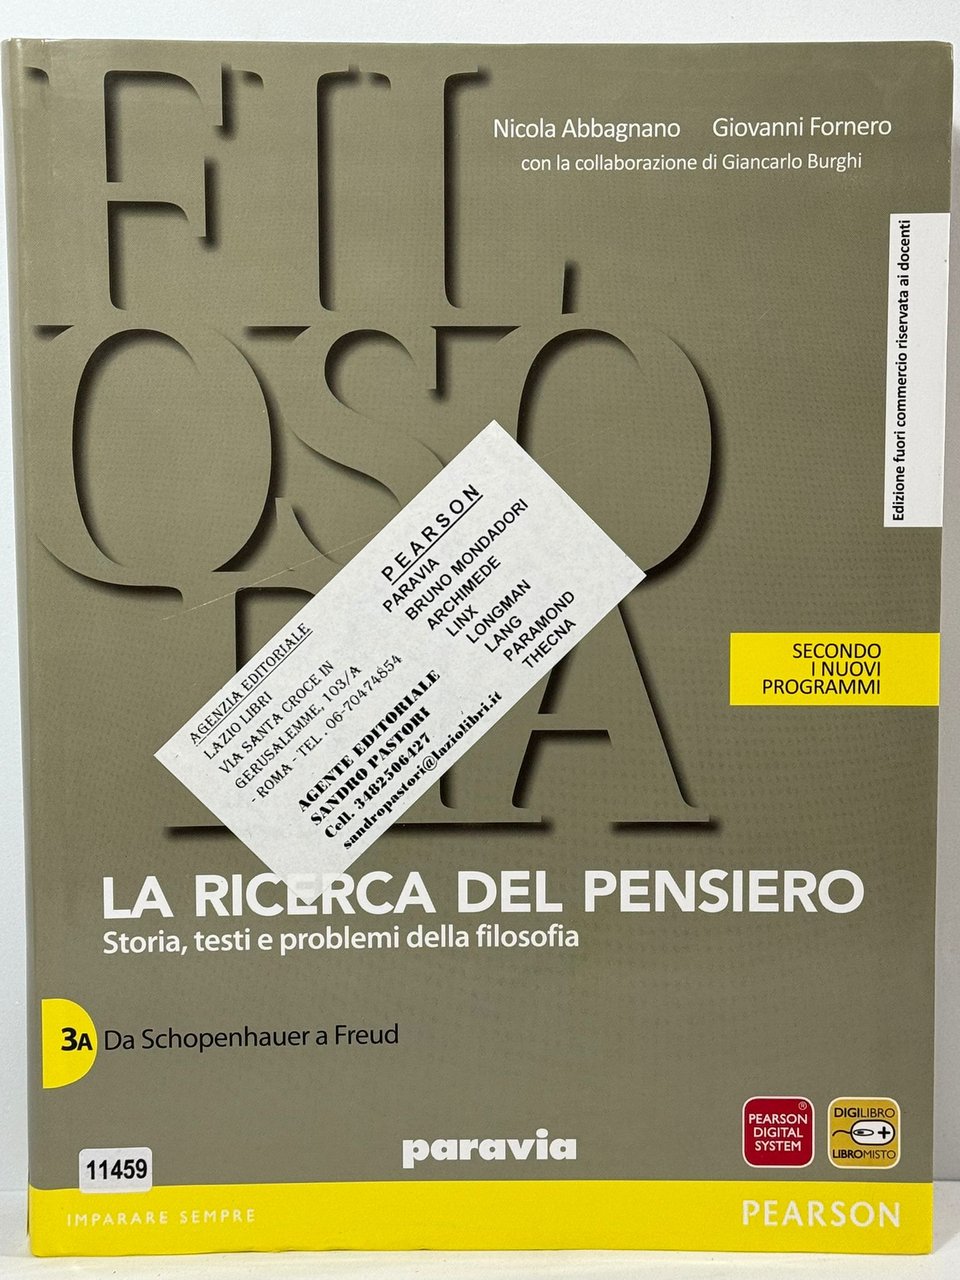 FIL
OSO
FIA
Nicola Abbagnano Giovanni Fornero
con la collaborazione di Giancarlo Burghi
Edizione fuori commercio riservata ai docenti
PEARSON
PARAVIA
BRUNO MONDADORI
ARCHIMEDE
LINX
LONGMAN
LANG
PARAMOND
THECNA
AGENZIA EDITORIALE
LAZIO LIBRI
VIA SANTA CROCE IN
GERUSALEMME, 103/A
- ROMA - TEL . 06-70474854
AGENTE EDITORIALE
SANDRO PASTORI
Cell. 3482506427
sandropastori@laziolibri.it
SECONDO
I NUOVI
PROGRAMMI
LA RICERCA DEL PENSIERO
Storia, testi e problemi della filosofia
3A Da Schopenhauer a Freud
PEARSON ®
DIGITAL
SYSTEM
DIGILIBRO
+
LIBROMISTO
paravia
11459
IMPARARE SEMPRE
PEARSON